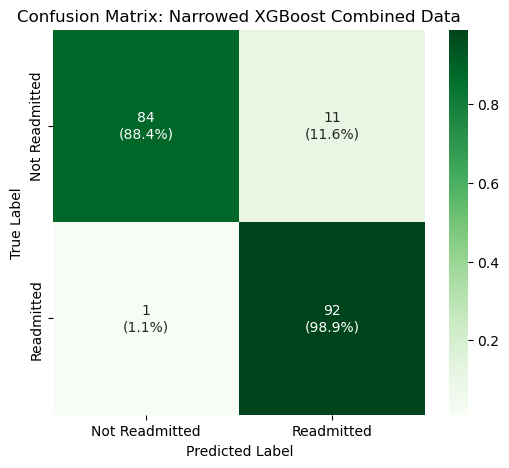 Confusion Matrix: Narrowed XGBoost Combined Data
True Label
Not Readmitted
Readmitted
84
(88.4%)
11
(11.6%)
1
(1.1%)
92
(98.9%)
Not Readmitted
Readmitted
Predicted Label
0.8
0.6
0.4
0.2